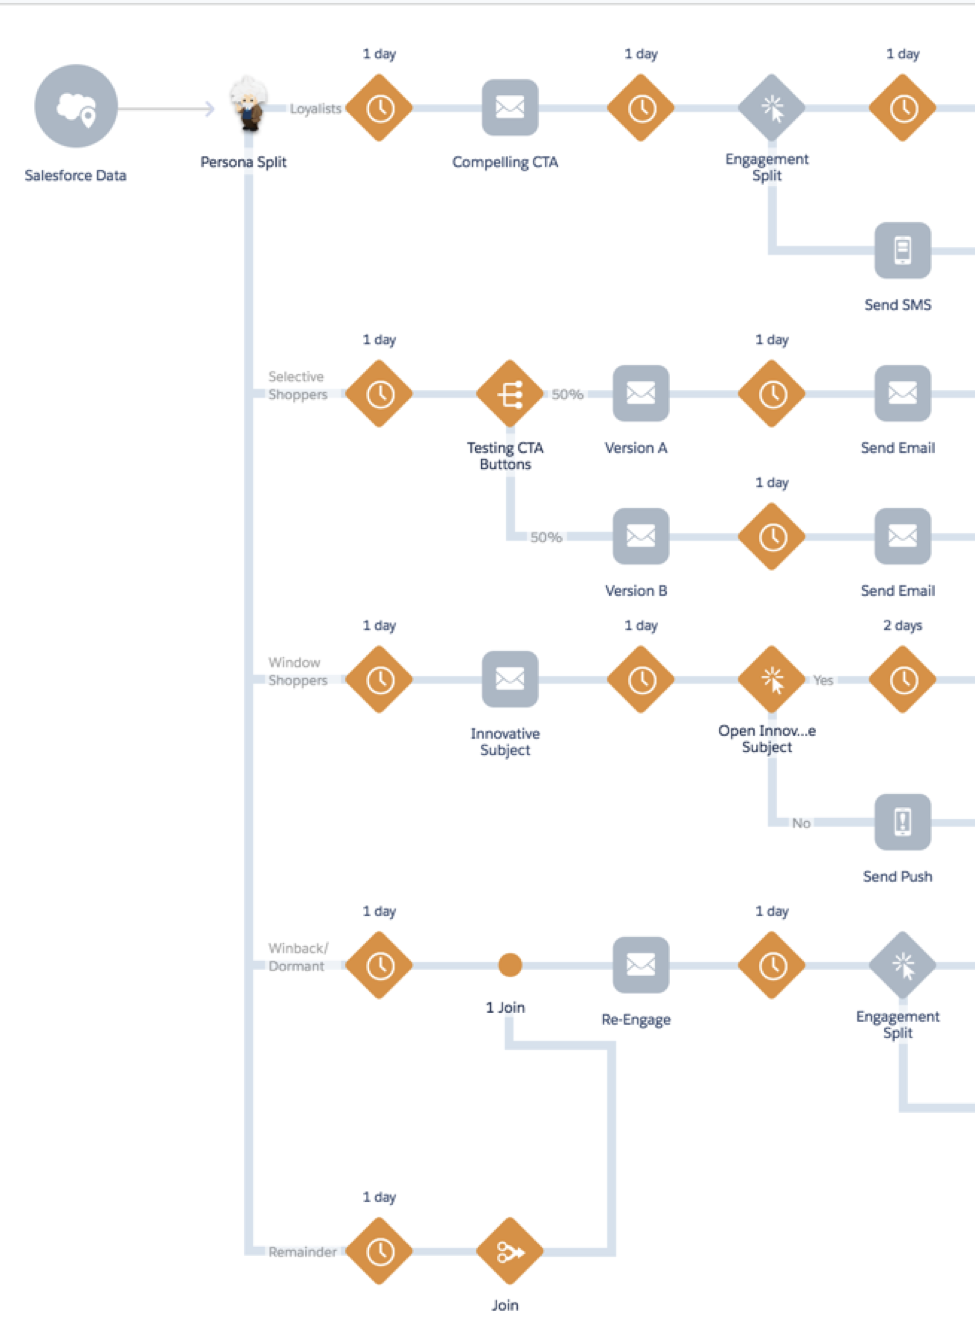 1 day
1 day
1 day
Loyalists
Salesforce Data
Persona Split
Compelling CTA
Engagement
Split
Send SMS
1 day
1 day
Selective
Shoppers
50%
Testing CTA
Buttons
Version A
Send Email
1 day
50%
Version B
Send Email
1 day
1 day
2 days
Window
Shoppers
Yes
Innovative
Subject
Open Innov...e
Subject
No
Send Push
1 day
1 day
Winback/
Dormant
1 Join
Re-Engage
Engagement
Split
1 day
Remainder
Join